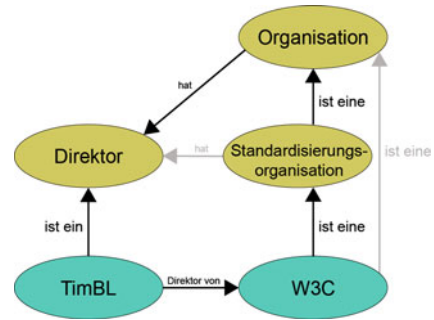 Organisation
hat
ist eine
Direktor
hat
Standardisierungs-
organisation
ist eine
ist ein
ist eine
TimBL
Direktor von
W3C